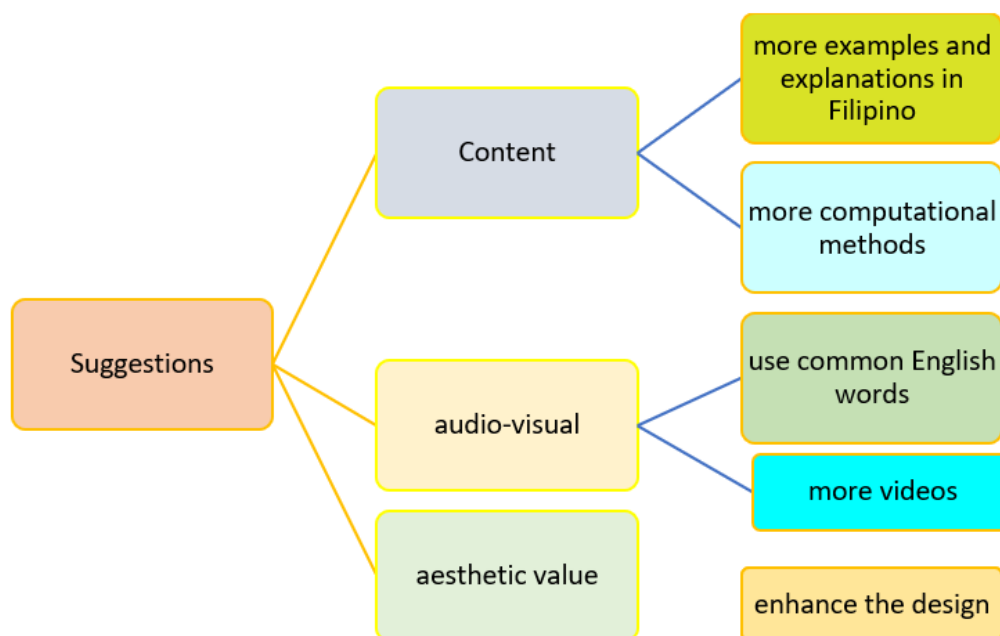 more examples and
explanations in
Filipino
Content
more computational
methods
Suggestions
use common English
words
audio-visual
more videos
aesthetic value
enhance the design